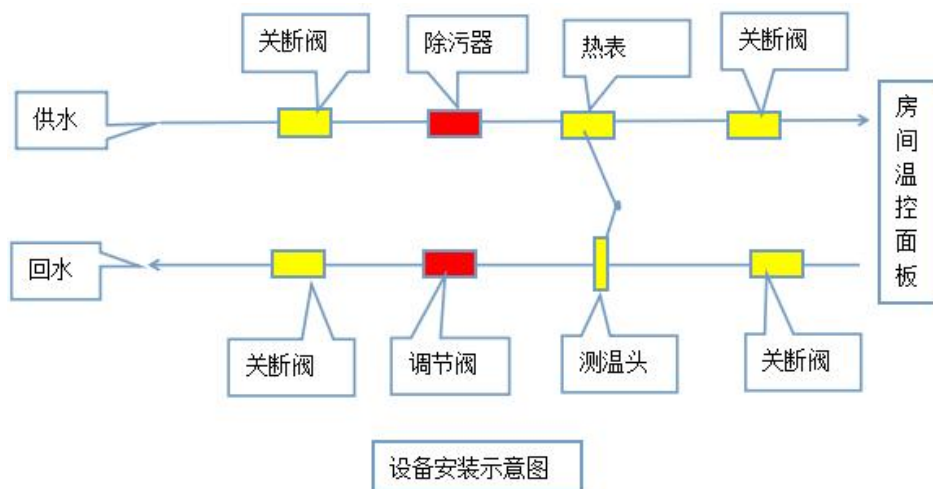 关断阀
除污器
热表
关断阀
供水
房间温控面板
回水
关断阀
调节阀
测温头
关断阀
设备安装示意图